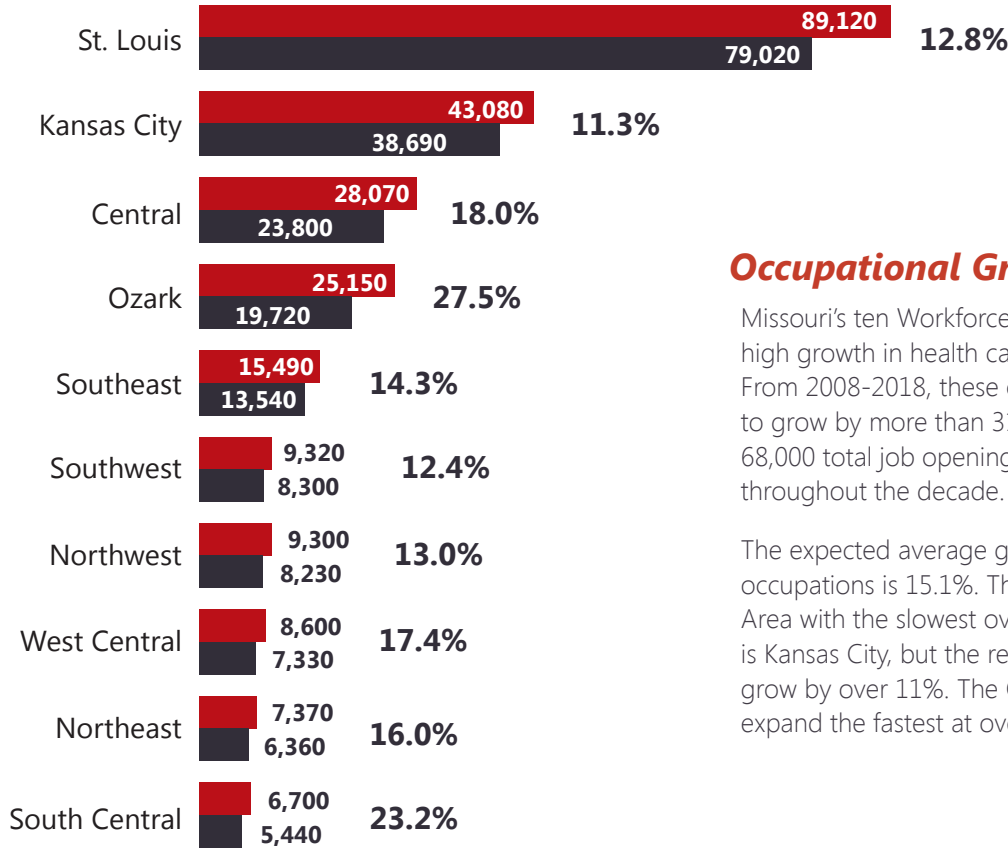 St. Louis
89,120
79,020
12.8%
Kansas City
43,080
38,690
11.3%
Central
28,070
23,800
18.0%
Ozark
25,150
19,720
27.5%
Southeast
15,490
13,540
14.3%
Southwest
9,320
8,300
12.4%
Northwest
9,300
8,230
13.0%
West Central
8,600
7,330
17.4%
Northeast
7,370
6,360
16.0%
South Central
6,700
5,440
23.2%
Occupational Gr
Missouri’s ten Workforce
high growth in health ca
From 2008-2018, these
to grow by more than
68,000 total job opening
throughout the decade.
The expected average g
occupations is 15.1%. Th
Area with the slowest ov
is Kansas City, but the re
grow by over 11%. The
expand the fastest at ov